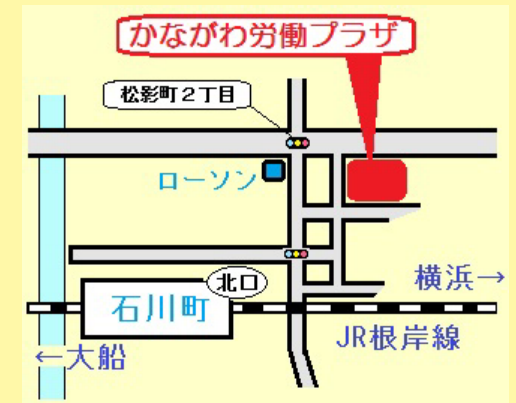 かながわ労働プラザ
松影町2丁目
ローソン
北口
石川町
横浜→
JR根岸線
←大船